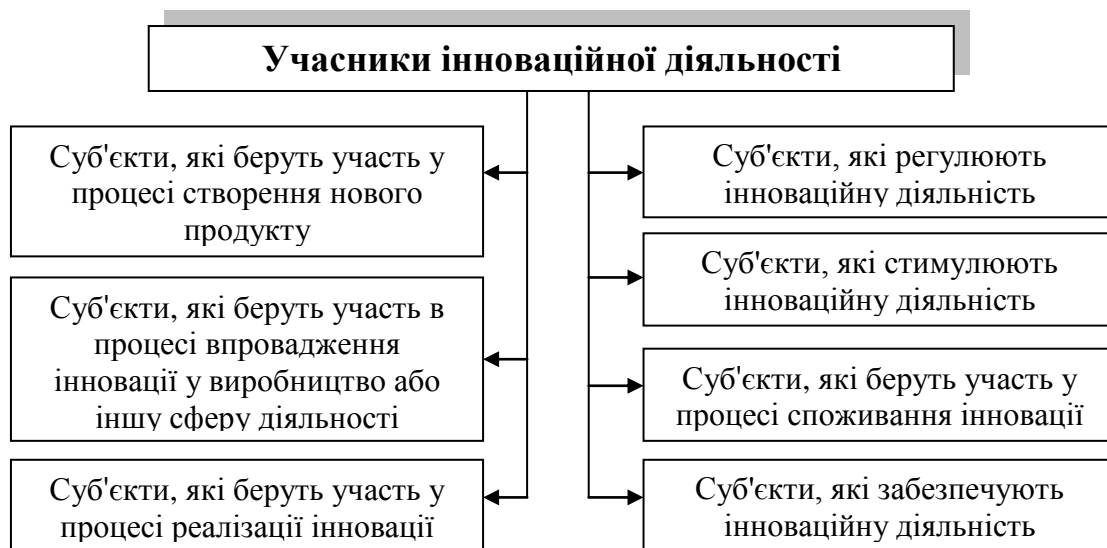 Учасники інноваційної діяльності
Суб'єкти, які беруть участь у
процесі створення нового
продукту
Суб'єкти, які беруть участь в
процесі впровадження
інновації у виробництво або
іншу сферу діяльності
Суб'єкти, які беруть участь у
процесі реалізації інновації
Суб'єкти, які регулюють
інноваційну діяльність
Суб'єкти, які стимулюють
інноваційну діяльність
Суб'єкти, які беруть участь у
процесі споживання інновації
Суб'єкти, які забезпечують
інноваційну діяльність